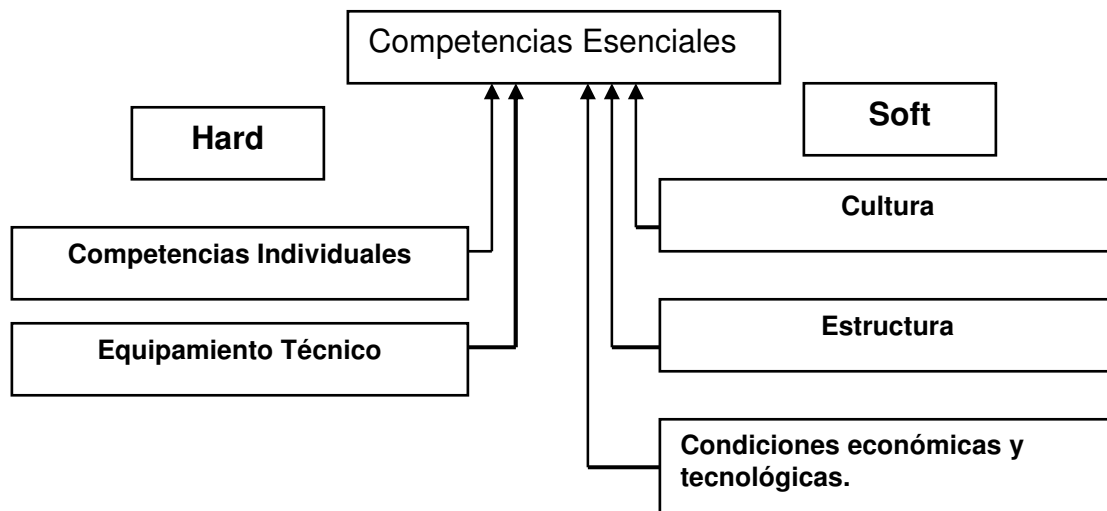 Competencias Esenciales
Hard
Soft
Cultura
Competencias Individuales
Estructura
Equipamiento Técnico
Condiciones económicas y
tecnológicas.